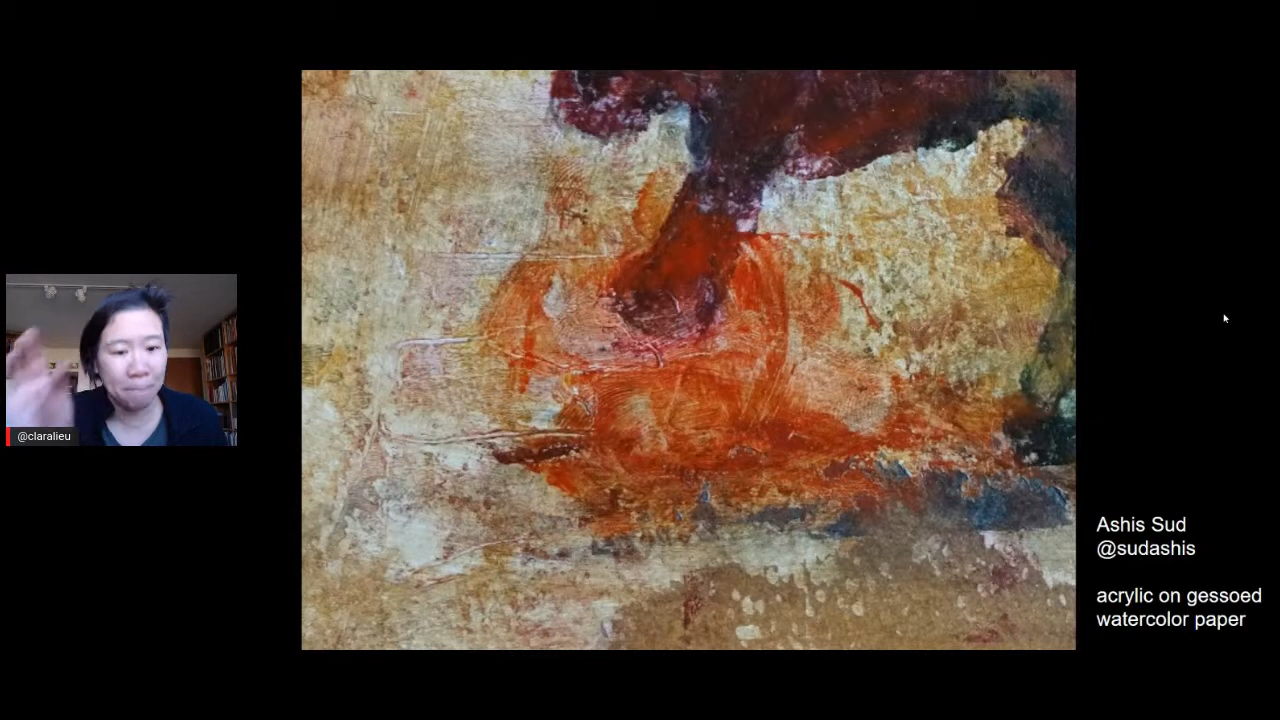 @claralieu
Ashis Sud
@sudashis
acrylic on gessoed
watercolor paper